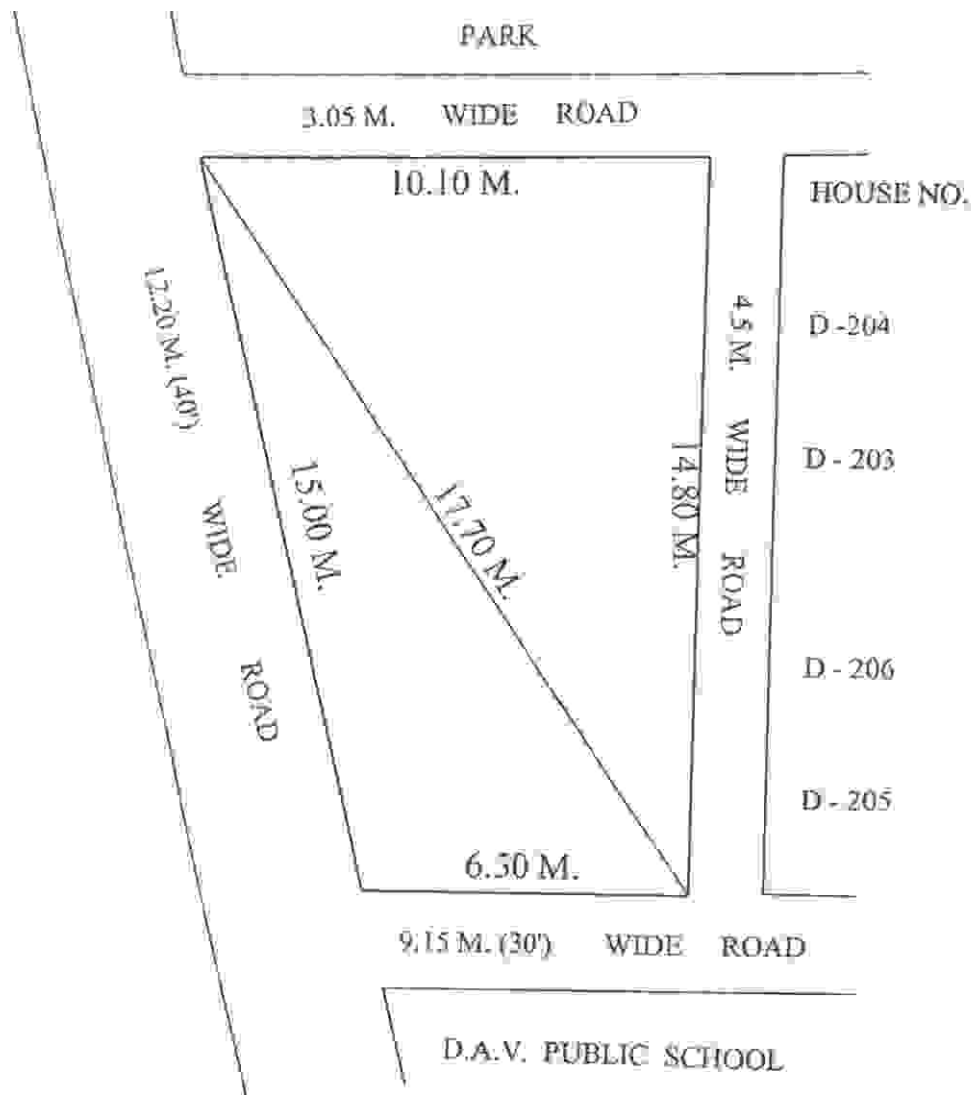 PARK
3.05 M. WIDE ROAD
10.10 M.
HOUSE NO.
12.20 M. (40') WIDE. ROAD
4.5 M. WIDE ROAD
D -204
D - 203
15.00 M.
17.70 M.
14.80 M.
D - 206
D - 205
6.50 M.
9.15 M. (30') WIDE ROAD
D.A.V. PUBLIC SCHOOL